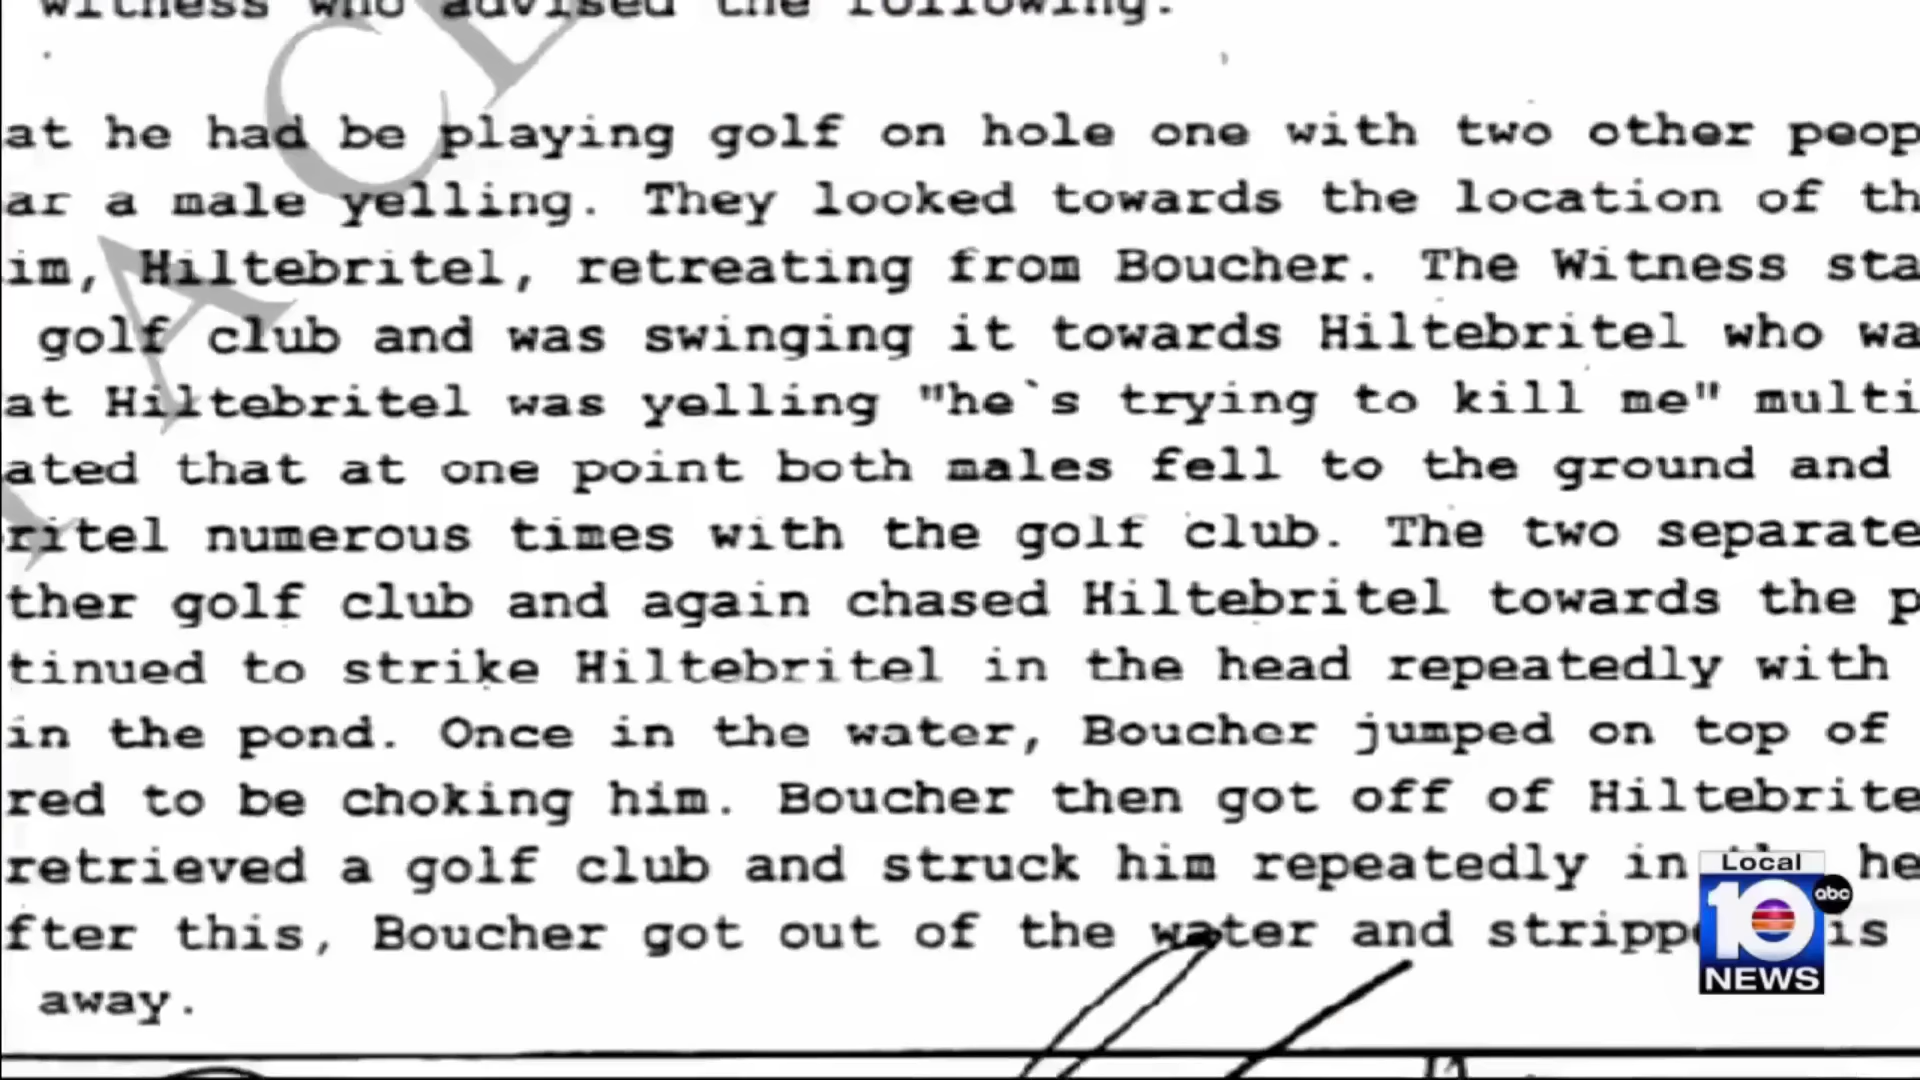 witness who advised the following:
at he had be playing golf on hole one with two other peop
ar a male yelling. They looked towards the location of th
im, Hiltebritel, retreating from Boucher. The Witness sta
golf club and was swinging it towards Hiltebritel who wa
at Hiltebritel was yelling "he`s trying to kill me" multi
ated that at one point both males fell to the ground and
ritel numerous times with the golf club. The two separate
ther golf club and again chased Hiltebritel towards the p
tinued to strike Hiltebritel in the head repeatedly with
in the pond. Once in the water, Boucher jumped on top of
red to be choking him. Boucher then got off of Hiltebrite
retrieved a golf club and struck him repeatedly in he
fter this, Boucher got out of the water and stripp is
away.
Local
10
abc
NEWS